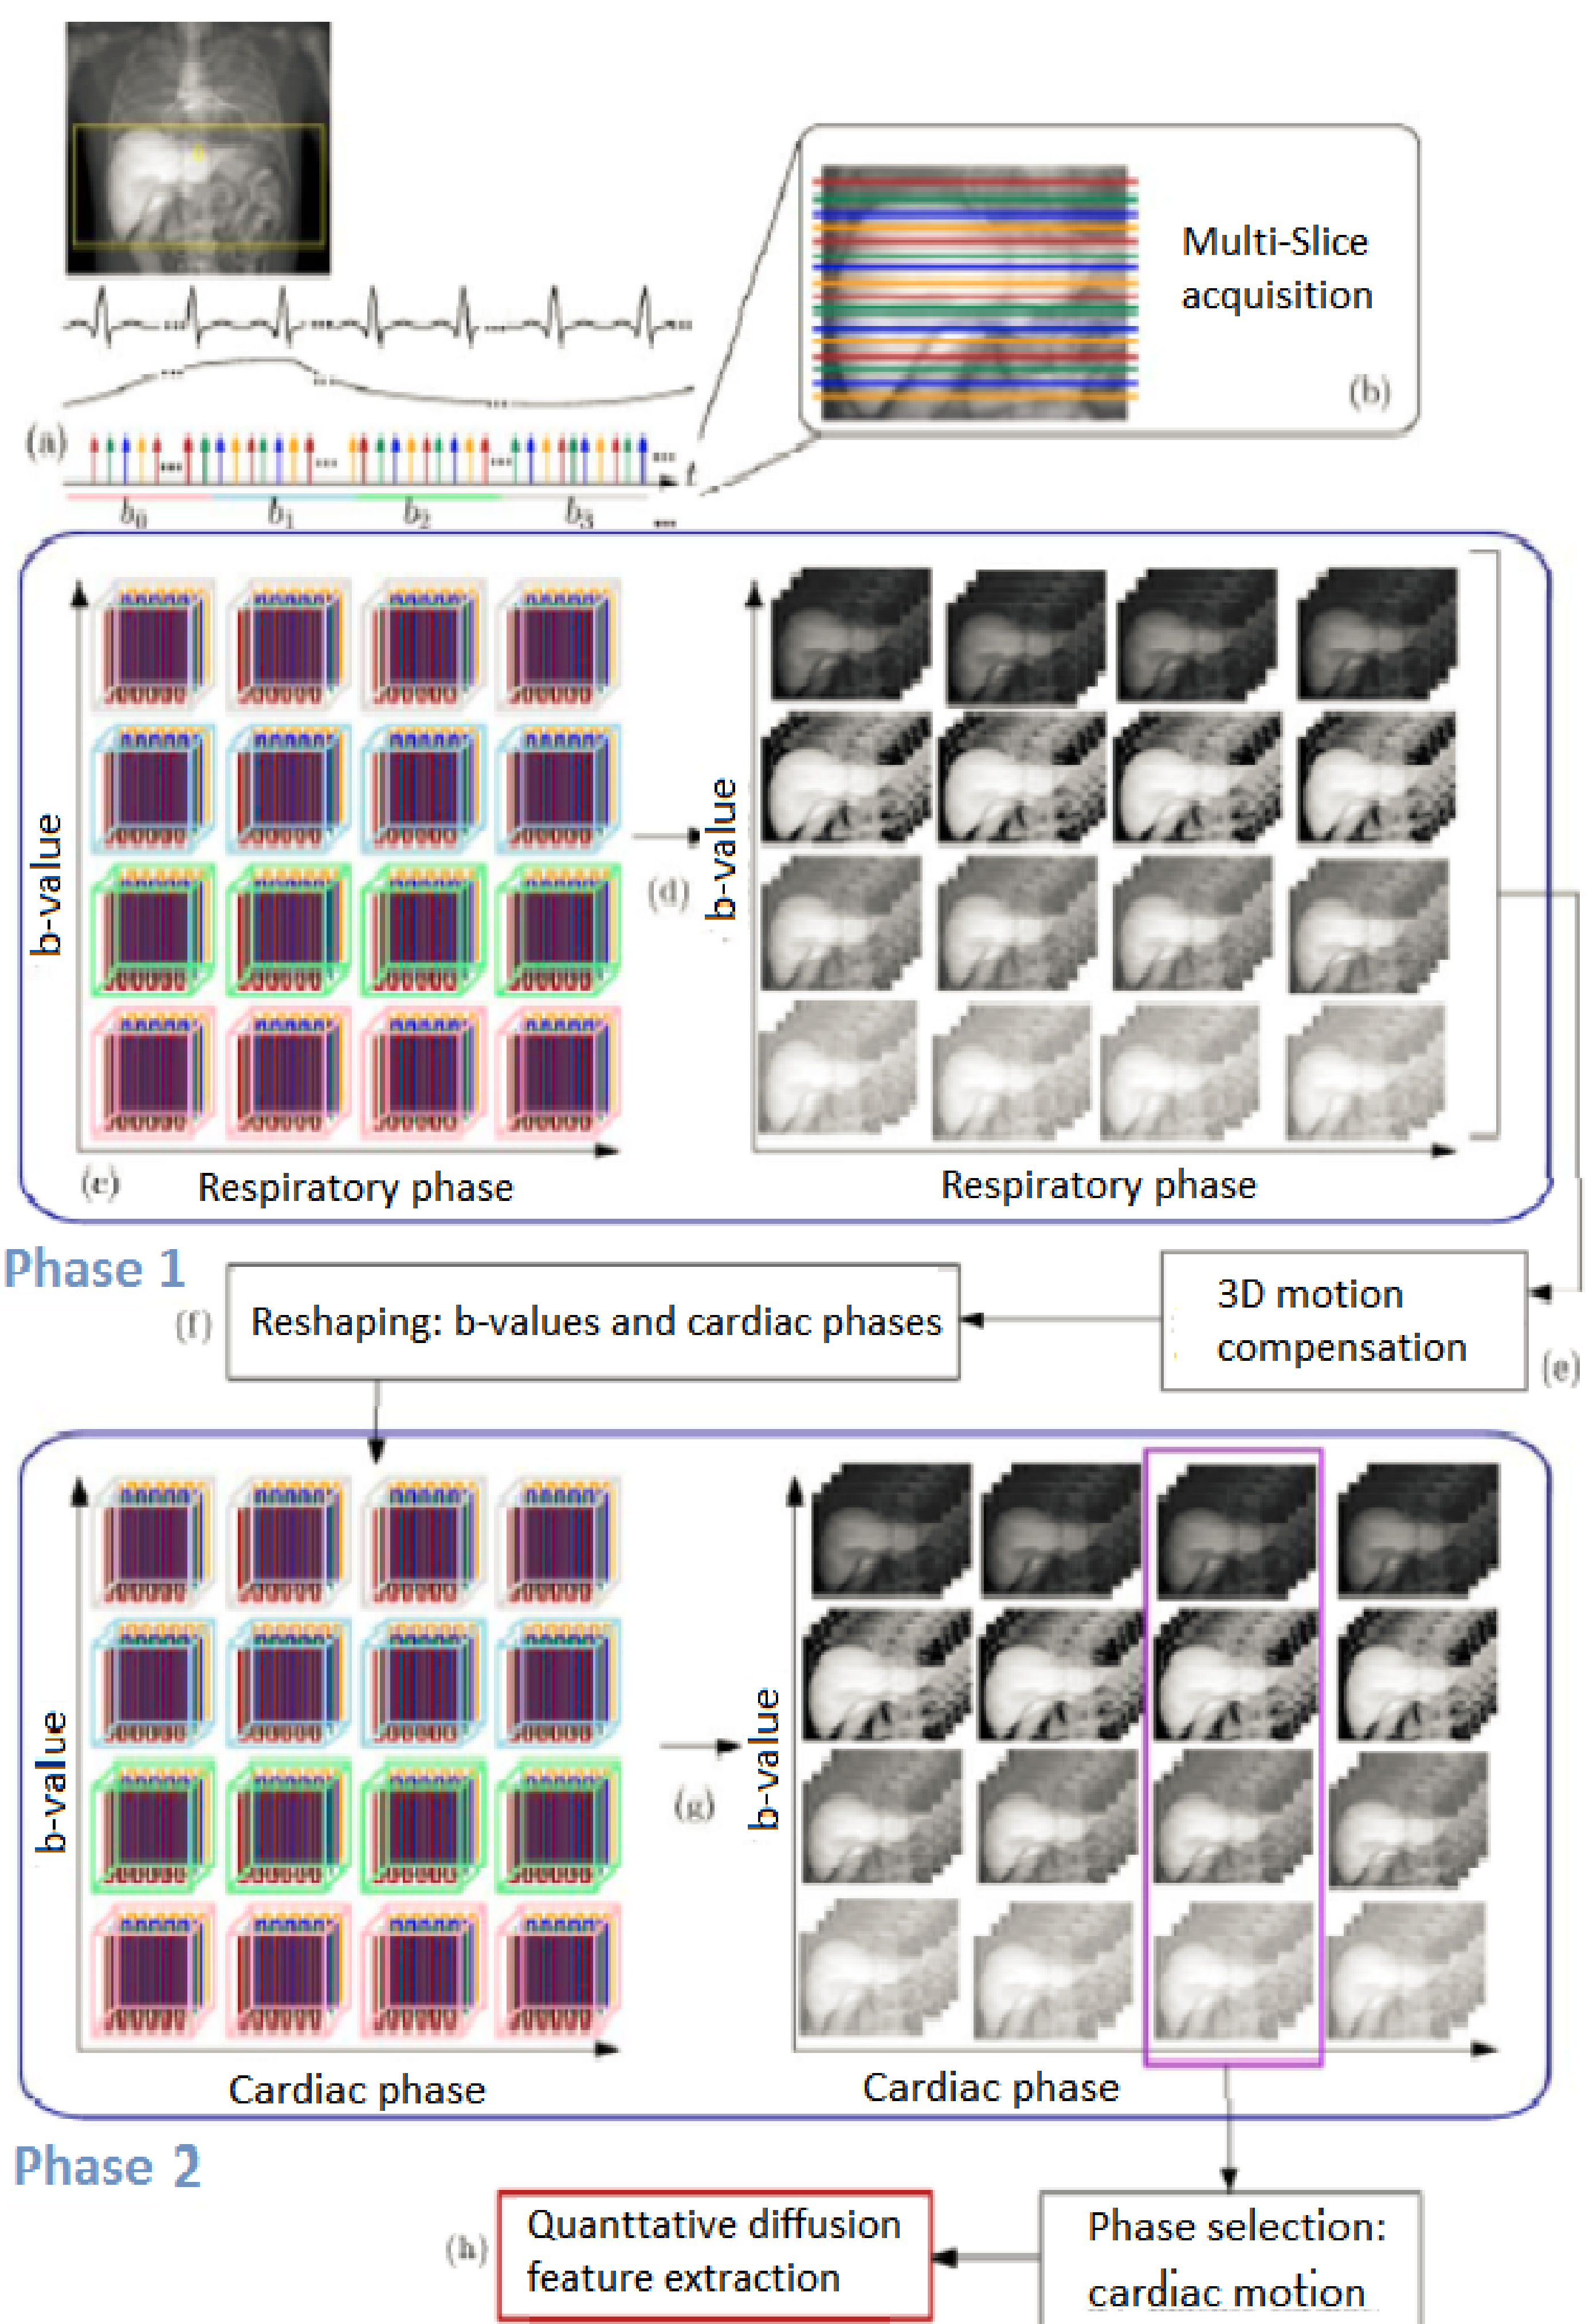 Multi-Slice
acquisition
(b)
(a)
t
b0 b1 b2 b3
b-value
(d)
b-value
(c) Respiratory phase
Respiratory phase
Phase 1
(f) Reshaping: b-values and cardiac phases
3D motion
compensation
(e)
b-value
(g)
b-value
Cardiac phase
Cardiac phase
Phase 2
(h)
Quanttative diffusion
feature extraction
Phase selection:
cardiac motion